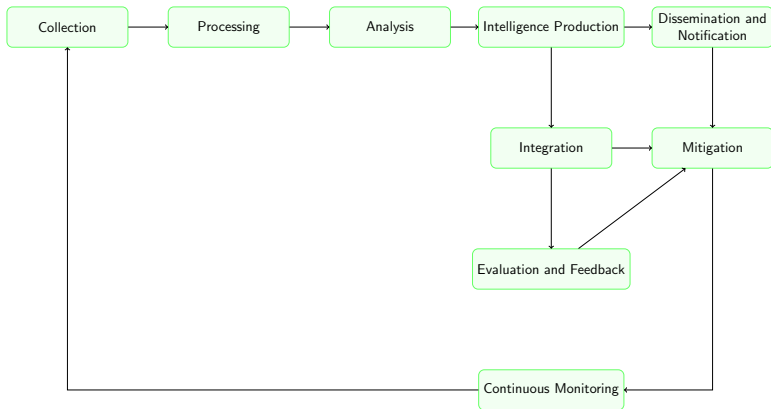 Collection
Processing
Analysis
Intelligence Production
Dissemination and
Notification
Integration
Mitigation
Evaluation and Feedback
Continuous Monitoring